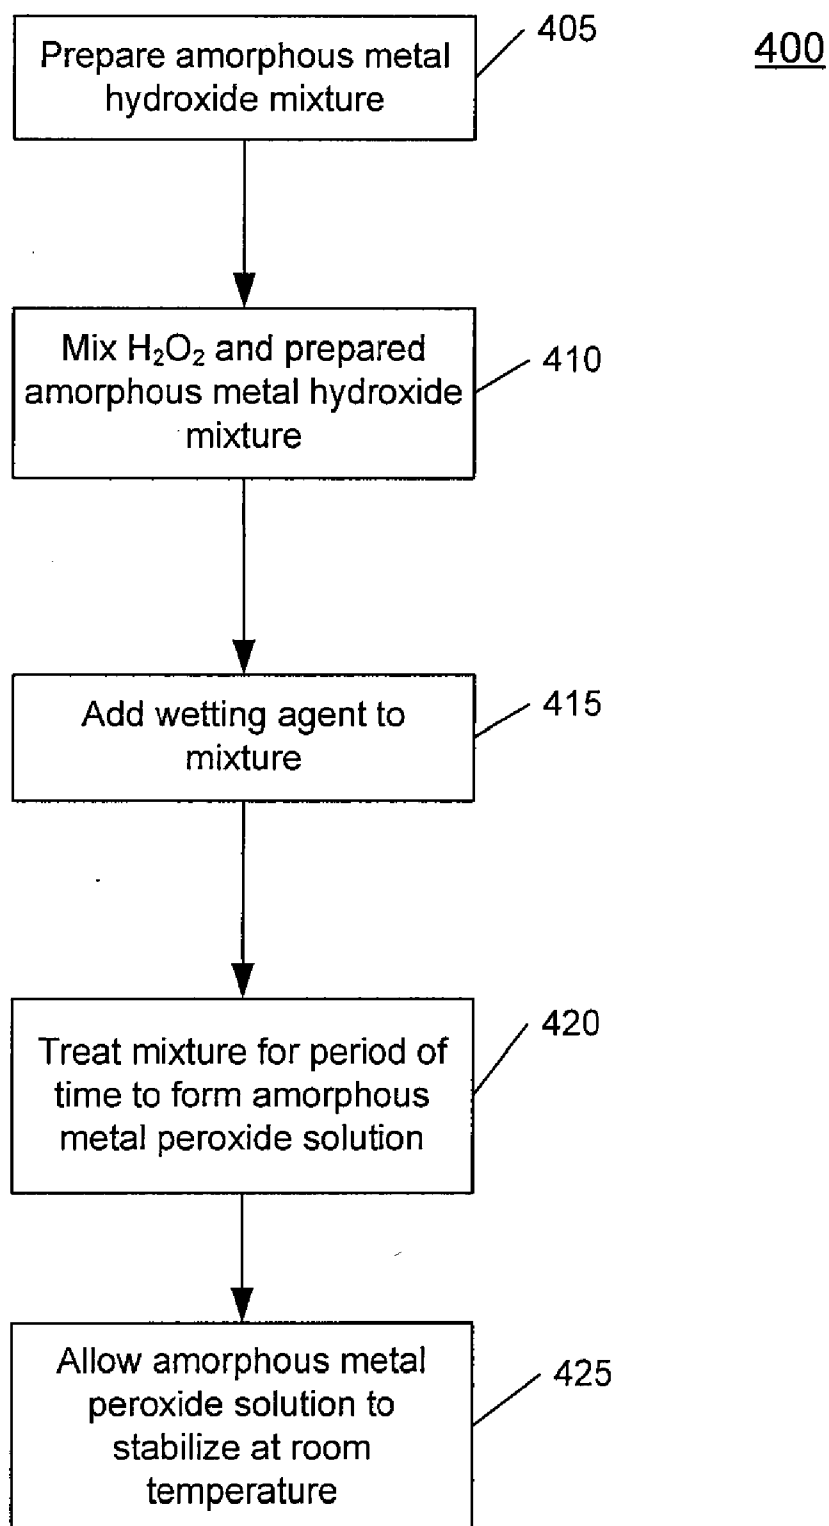 400
Prepare amorphous metal
hydroxide mixture
405
Mix H₂O₂ and prepared
amorphous metal hydroxide
mixture
410
Add wetting agent to
mixture
415
Treat mixture for period of
time to form amorphous
metal peroxide solution
420
Allow amorphous metal
peroxide solution to
stabilize at room
temperature
425